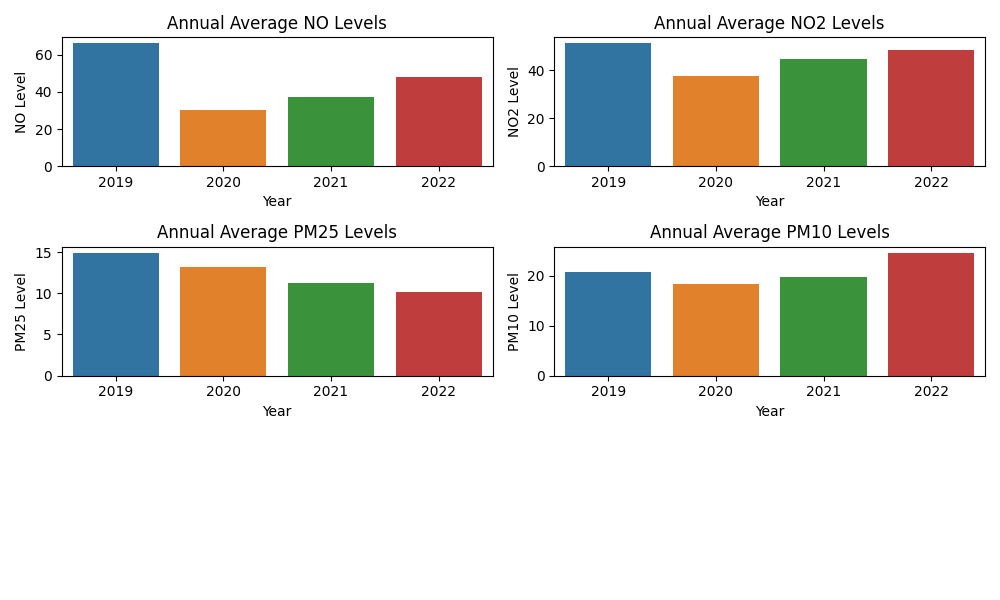 Annual Average NO Levels
NO Level
60
40
20
0
2019 2020 2021 2022
Year
Annual Average NO2 Levels
NO2 Level
40
20
0
2019 2020 2021 2022
Year
Annual Average PM25 Levels
PM25 Level
15
10
5
0
2019 2020 2021 2022
Year
Annual Average PM10 Levels
PM10 Level
20
10
0
2019 2020 2021 2022
Year